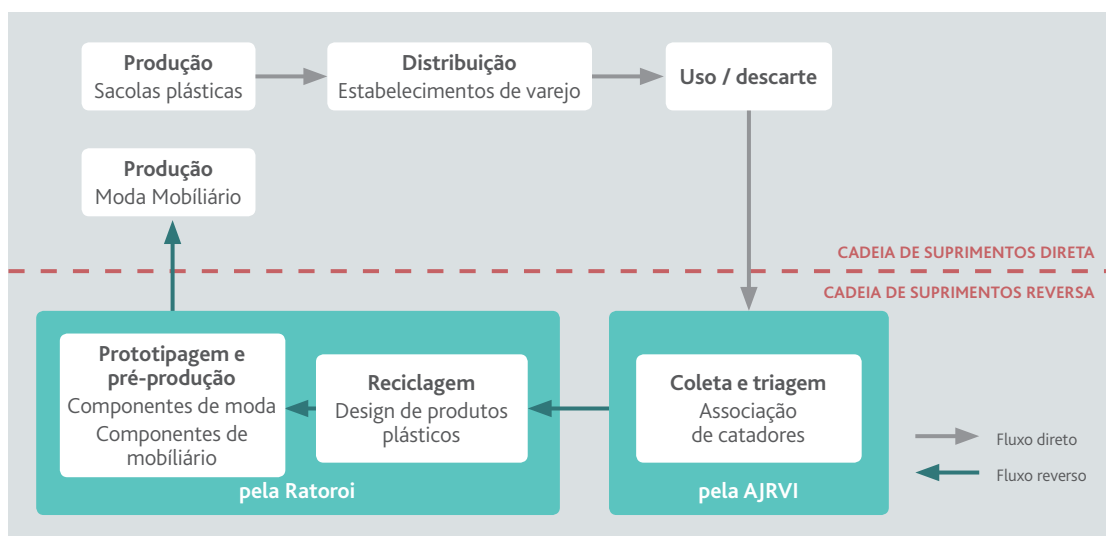 Produção
Sacolas plásticas
Distribuição
Estabelecimentos de varejo
Uso / descarte
Produção
Moda Mobíliário
CADEIA DE SUPRIMENTOS DIRETA
CADEIA DE SUPRIMENTOS REVERSA
Prototipagem e
pré-produção
Componentes de moda
Componentes de
mobíliário
Reciclagem
Design de produtos
plásticos
pela Ratoroi
Coleta e triagem
Associação
de catadores
pela AJRVI
Fluxo direto
Fluxo reverso